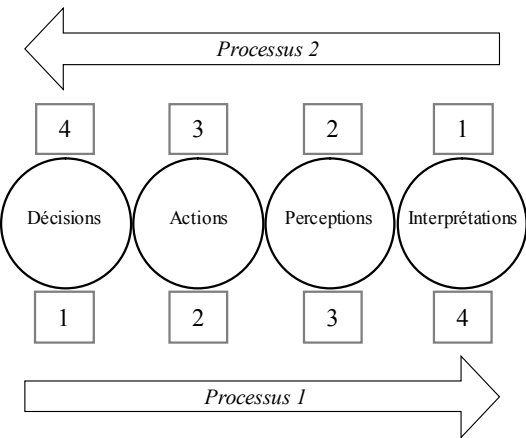 Processus 2
4 3 2 1
Décisions Actions Perceptions Interprétations
1 2 3 4
Processus 1